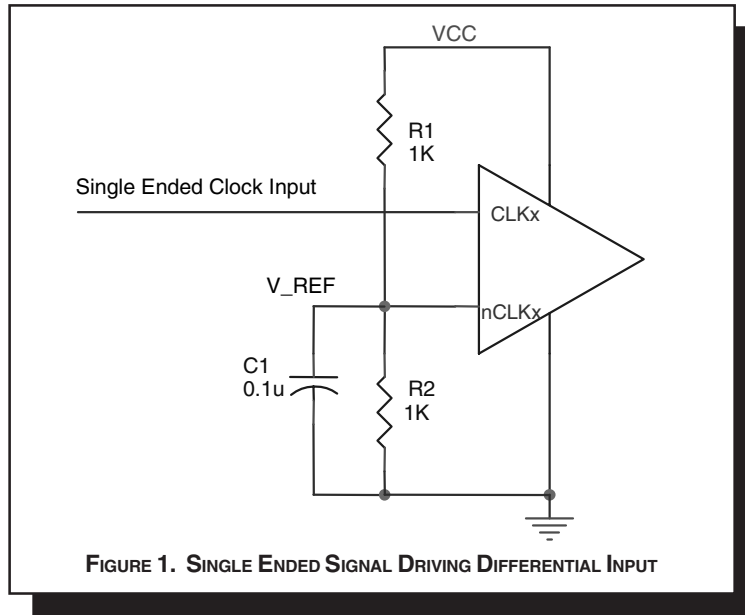 VCC
R1
1K
Single Ended Clock Input
CLKx
V_REF
nCLKx
C1
0.1u
R2
1K
FIGURE 1. SINGLE ENDED SIGNAL DRIVING DIFFERENTIAL INPUT